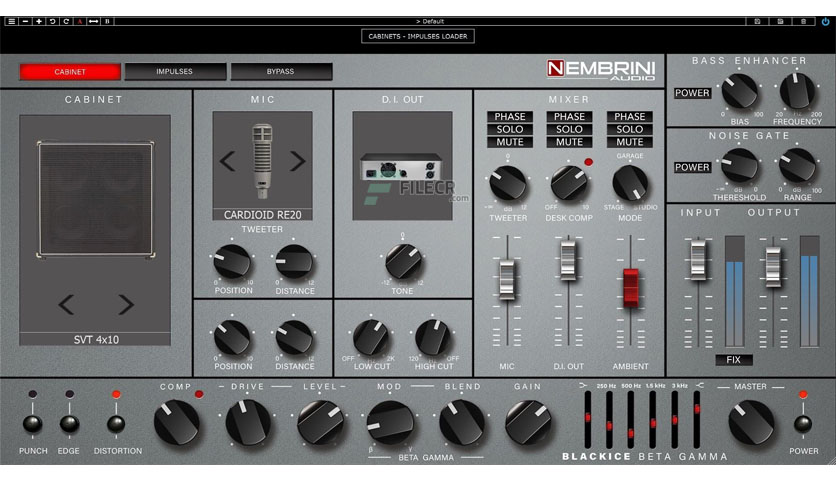 A B > Default
CABINETS - IMPULSES LOADER
CABINET IMPULSES BYPASS
NEMBRINI
AUDIO
BASS ENHANCER
POWER
0 100 20 Hz 200
BIAS FREQUENCY
NOISE GATE
POWER
-∞ dB 0 0 100
THERESHOLD RANGE
CABINET
SVT 4x10
MIC
CARDIOID RE20
TWEETER
0 10 0 12
POSITION DISTANCE
0 10 0 12
POSITION DISTANCE
D.I. OUT
FILECR
.com
0
-12 12
TONE
OFF 2K 120 OFF
LOW CUT HIGH CUT
MIXER
PHASE PHASE PHASE
SOLO SOLO SOLO
MUTE MUTE MUTE
0 GARAGE
-∞ dB 12 OFF 10 STAGE STUDIO
TWEETER DESK COMP MODE
MIC D.I. OUT AMBIENT
INPUT OUTPUT
FIX
PUNCH EDGE DISTORTION
COMP DRIVE LEVEL MOD BLEND GAIN
β γ
BETA GAMMA
250 Hz 500 Hz 1.5 kHz 3 kHz
BLACKICE BETA GAMMA
MASTER
POWER